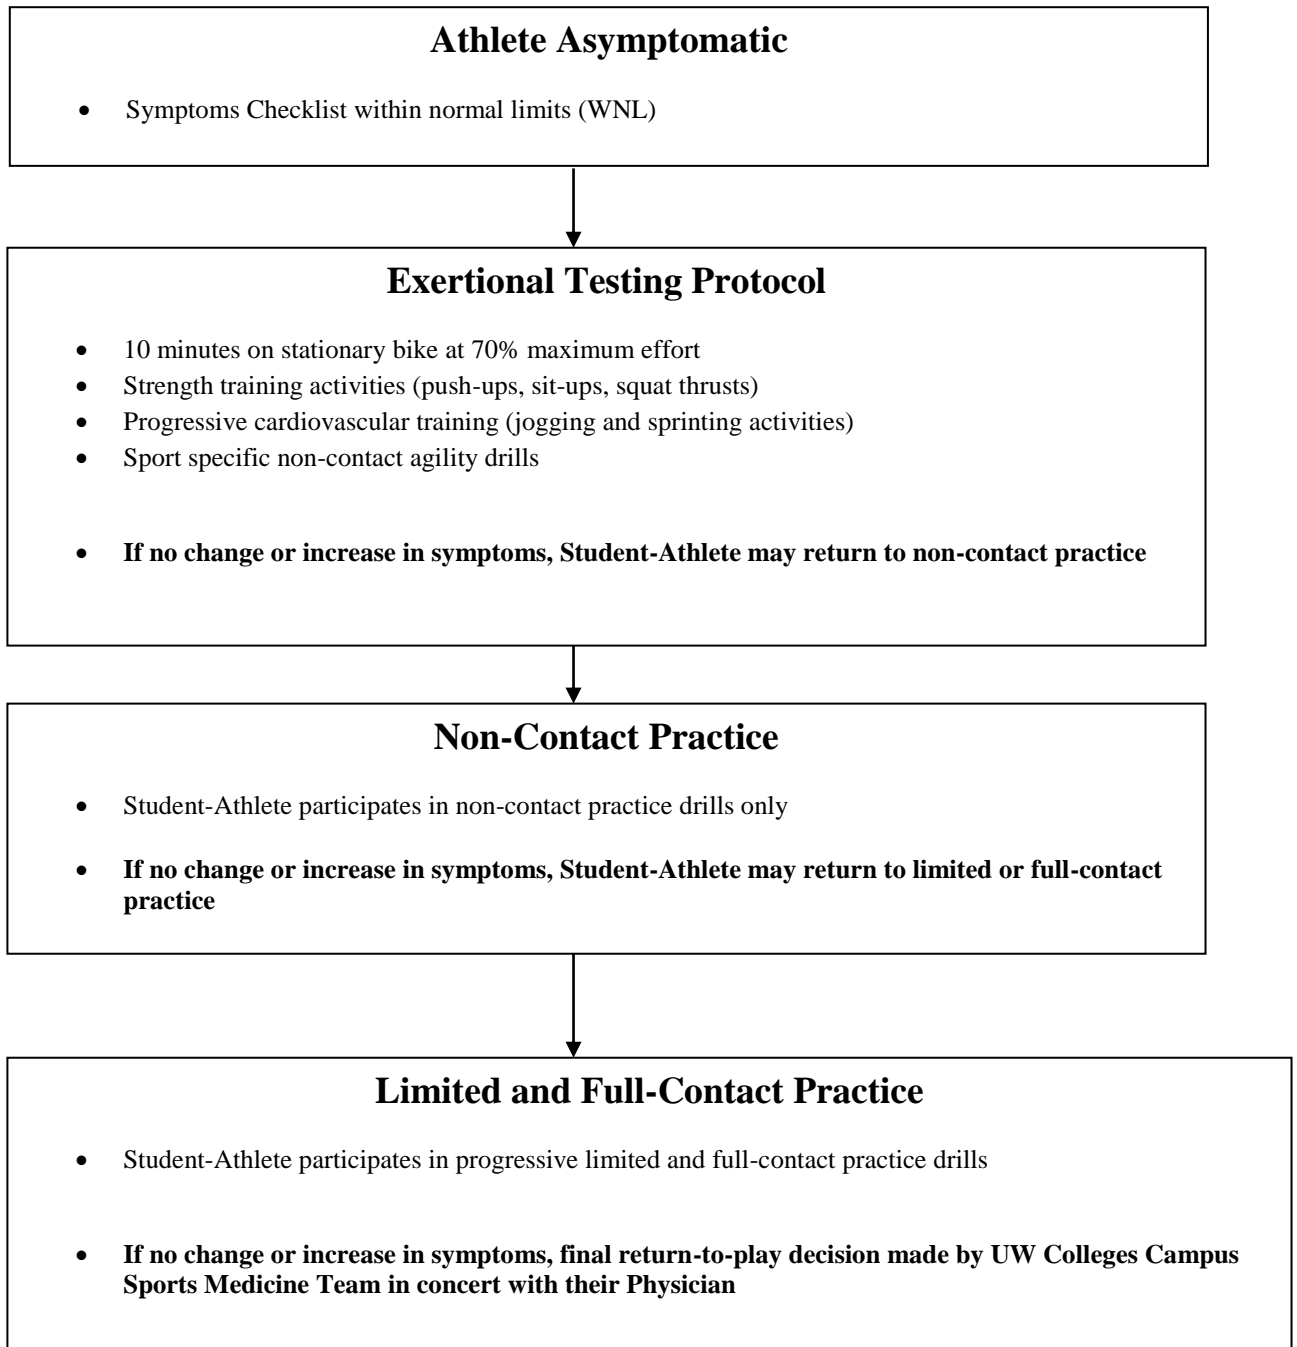 Athlete Asymptomatic
• Symptoms Checklist within normal limits (WNL)
Exertional Testing Protocol
• 10 minutes on stationary bike at 70% maximum effort
• Strength training activities (push-ups, sit-ups, squat thrusts)
• Progressive cardiovascular training (jogging and sprinting activities)
• Sport specific non-contact agility drills
• If no change or increase in symptoms, Student-Athlete may return to non-contact practice
Non-Contact Practice
• Student-Athlete participates in non-contact practice drills only
• If no change or increase in symptoms, Student-Athlete may return to limited or full-contact
practice
Limited and Full-Contact Practice
• Student-Athlete participates in progressive limited and full-contact practice drills
• If no change or increase in symptoms, final return-to-play decision made by UW Colleges Campus
Sports Medicine Team in concert with their Physician